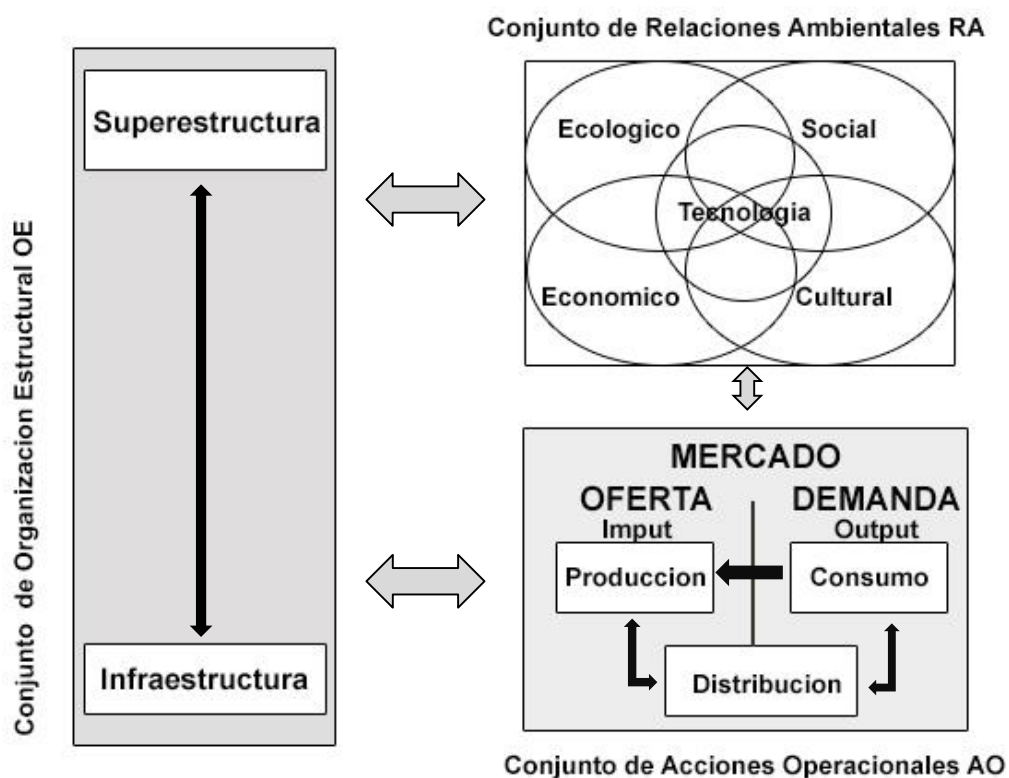 Conjunto de Organizacion Estructural OE
Superestructura
Infraestructura
Conjunto de Relaciones Ambientales RA
Ecologico
Social
Tecnologia
Economico
Cultural
MERCADO
OFERTA
DEMANDA
Imput
Output
Produccion
Consumo
Distribucion
Conjunto de Acciones Operacionales AO